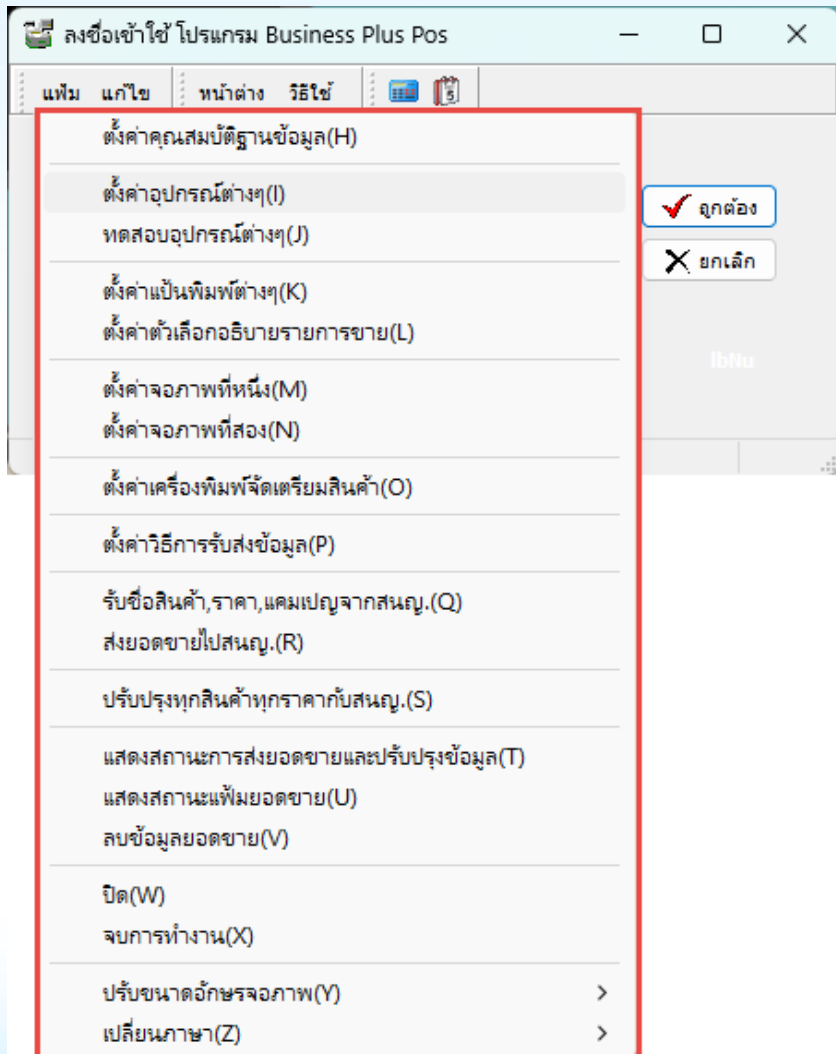 ลงชื่อเข้าใช้ โปรแกรม Business Plus Pos
แฟ้ม แก้ไข หน้าต่าง วิธีใช้
5
ตั้งค่าคุณสมบัติฐานข้อมูล(H)
ตั้งค่าอุปกรณ์ต่างๆ(I)
ถูกต้อง
ทดสอบอุปกรณ์ต่างๆ(J)
ยกเลิก
ตั้งค่าแป้นพิมพ์ต่างๆ(K)
ตั้งค่าตัวเลือกอธิบายรายการขาย(L)
lbNu
ตั้งค่าจอภาพที่หนึ่ง(M)
ตั้งค่าจอภาพที่สอง(N)
ตั้งค่าเครื่องพิมพ์จัดเตรียมสินค้า(O)
ตั้งค่าวิธีการรับส่งข้อมูล(P)
รับชื่อสินค้า,ราคา,แคมเปญจากสนญ.(Q)
ส่งยอดขายไปสนญ.(R)
ปรับปรุงทุกสินค้าทุกราคากับสนญ.(S)
แสดงสถานะการส่งยอดขายและปรับปรุงข้อมูล(T)
แสดงสถานะแฟ้มยอดขาย(U)
ลบข้อมูลยอดขาย(V)
ปิด(W)
จบการทำงาน(X)
ปรับขนาดอักษรจอภาพ(Y)
เปลี่ยนภาษา(Z)